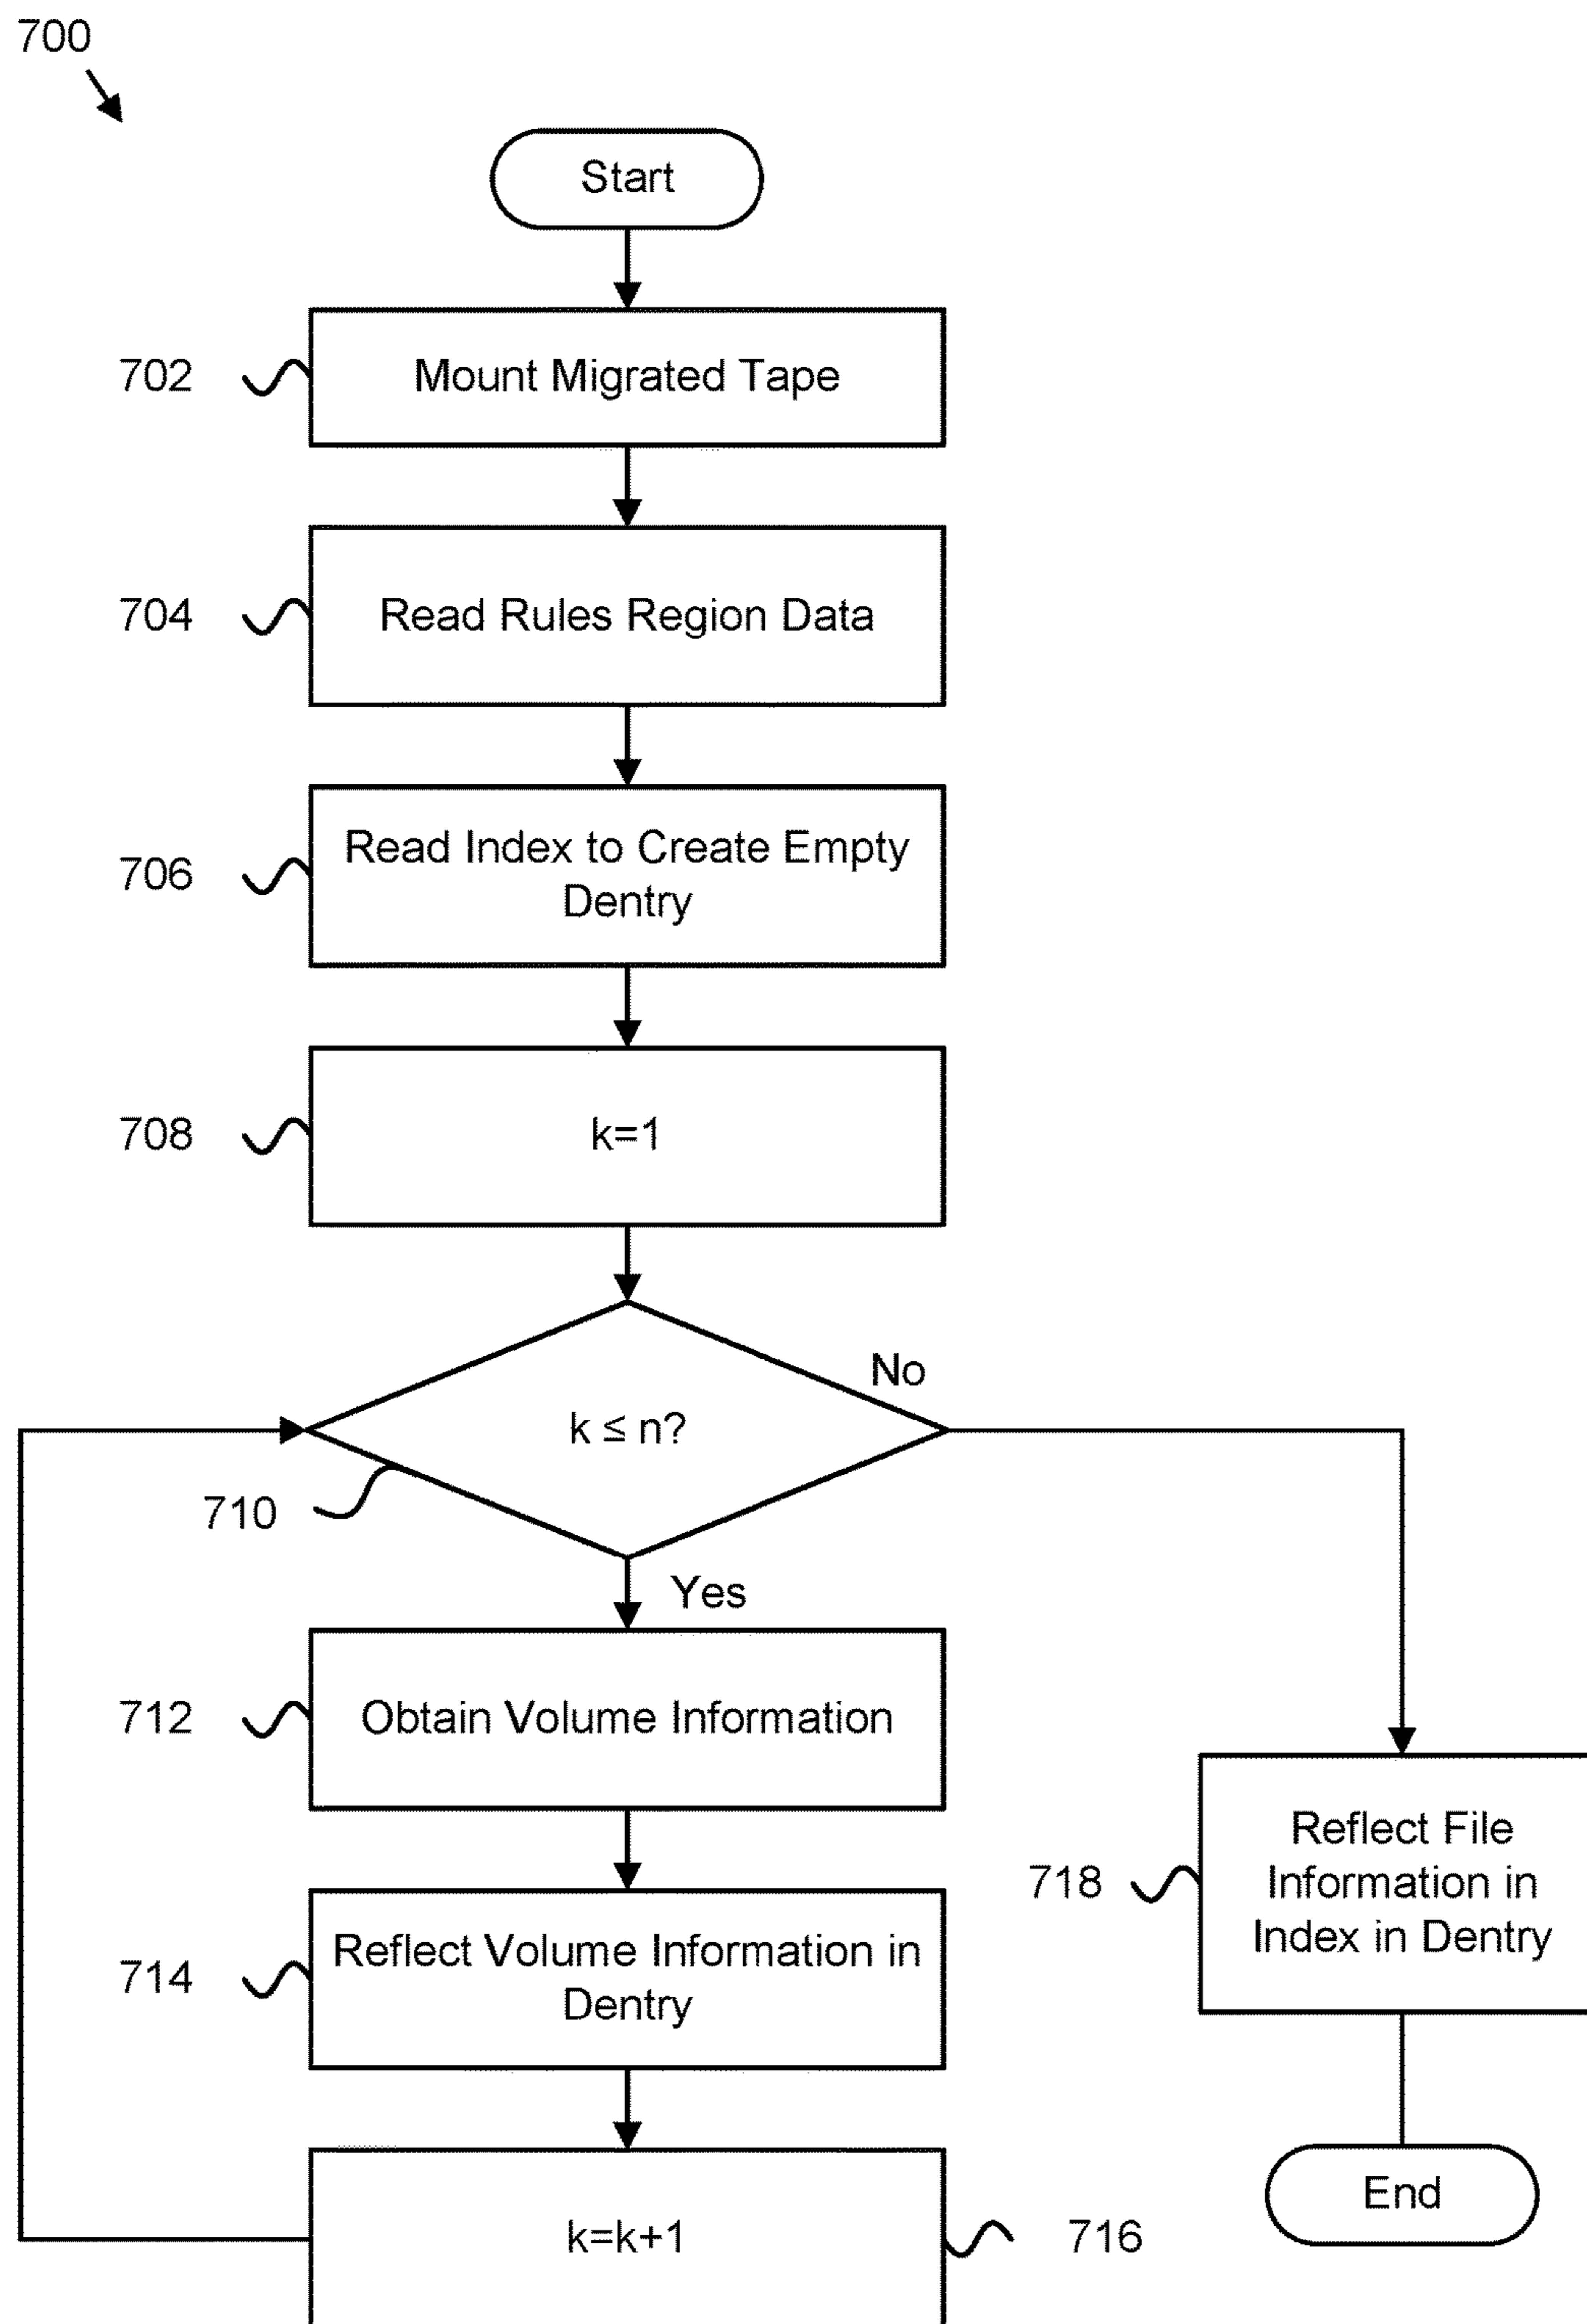 700
Start
702
Mount Migrated Tape
704
Read Rules Region Data
706
Read Index to Create Empty
Dentry
708
k=1
No
k ≤ n?
710
Yes
712
Obtain Volume Information
714
Reflect Volume Information in
Dentry
716
k=k+1
718
Reflect File
Information in
Index in Dentry
End